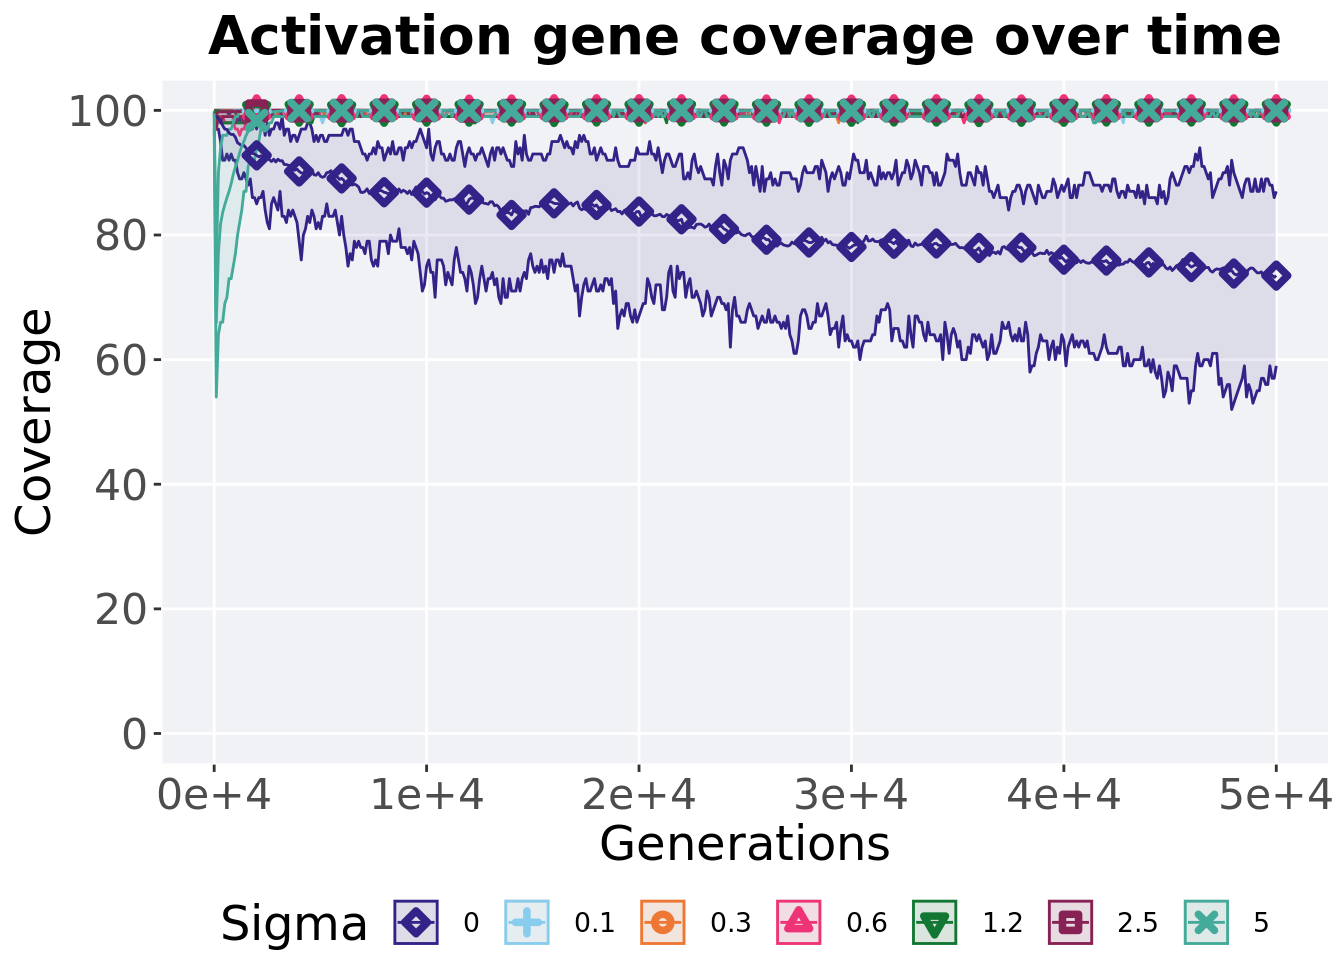 Activation gene coverage over time
Coverage
100
80
60
40
20
0
0e+4 1e+4 2e+4 3e+4 4e+4 5e+4
Generations
Sigma 0 0.1 0.3 0.6 1.2 2.5 5